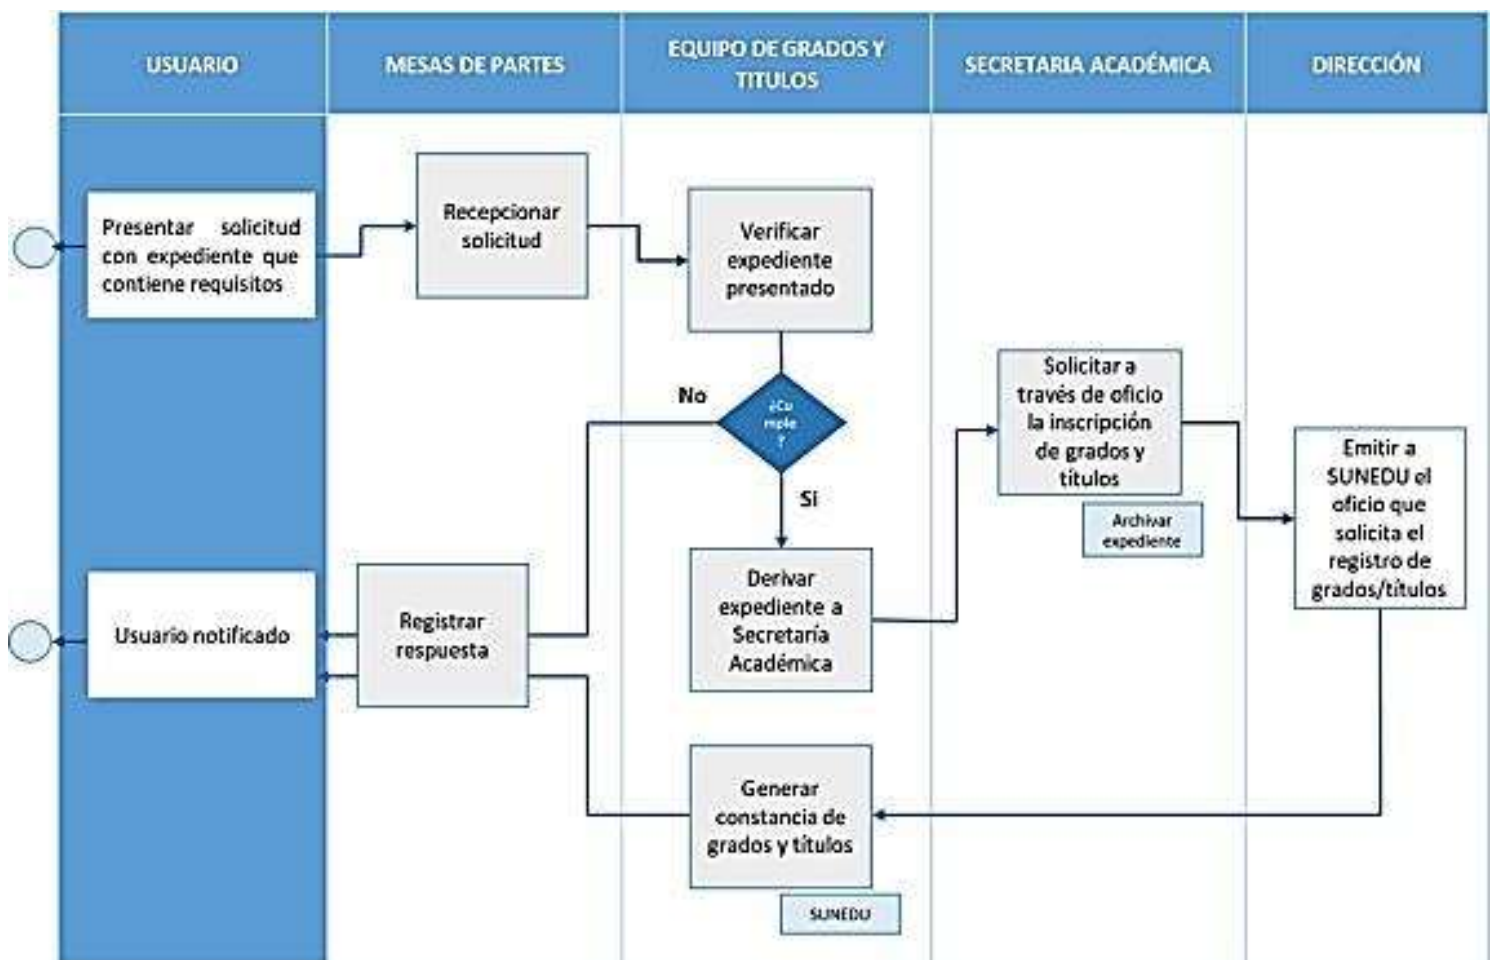 USUARIO
MESAS DE PARTES
EQUIPO DE GRADOS Y
TITULOS
SECRETARIA ACADÉMICA
DIRECCIÓN
Presentar solicitud
con expediente que
contiene requisitos
Recepcionar
solicitud
Verificar
expediente
presentado
¿Cu
mple
?
No
Si
Solicitar a
través de oficio
la inscripción
de grados y
títulos
Archivar
expediente
Emitir a
SUNEDU el
oficio que
solicita el
registro de
grados/títulos
Derivar
expediente a
Secretaría
Académica
Registrar
respuesta
Usuario notificado
Generar
constancia de
grados y títulos
SUNEDU